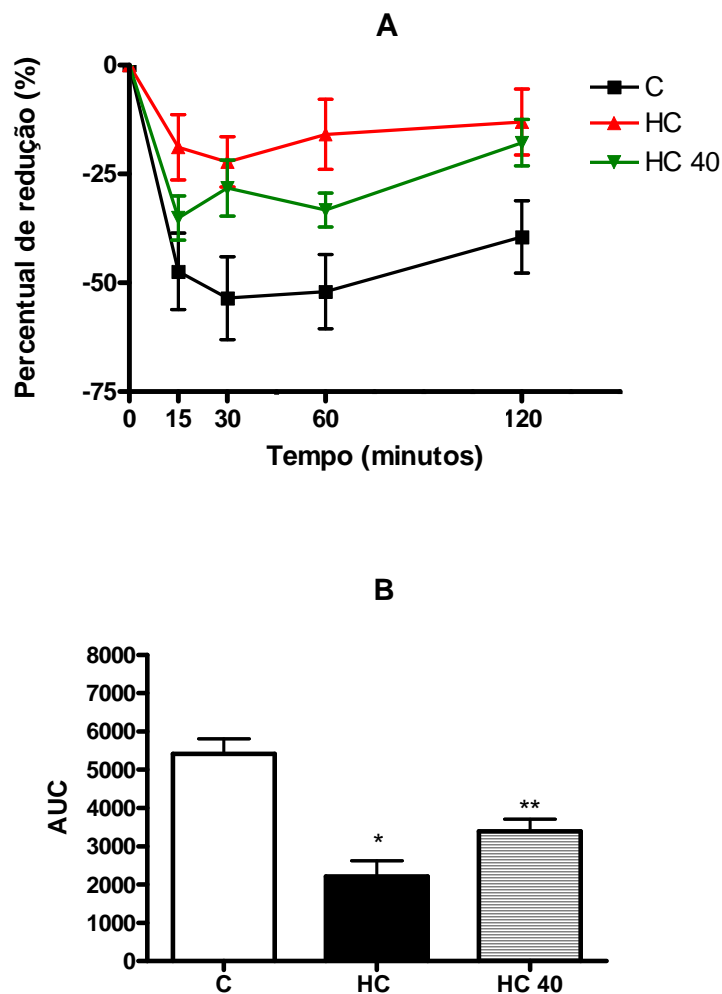 A
Percentual de redução (%)
0
-25
-50
-75
0 15 30 60 120
Tempo (minutos)
C
HC
HC 40
B
AUC
8000
7000
6000
5000
4000
3000
2000
1000
0
*
**
C HC HC 40